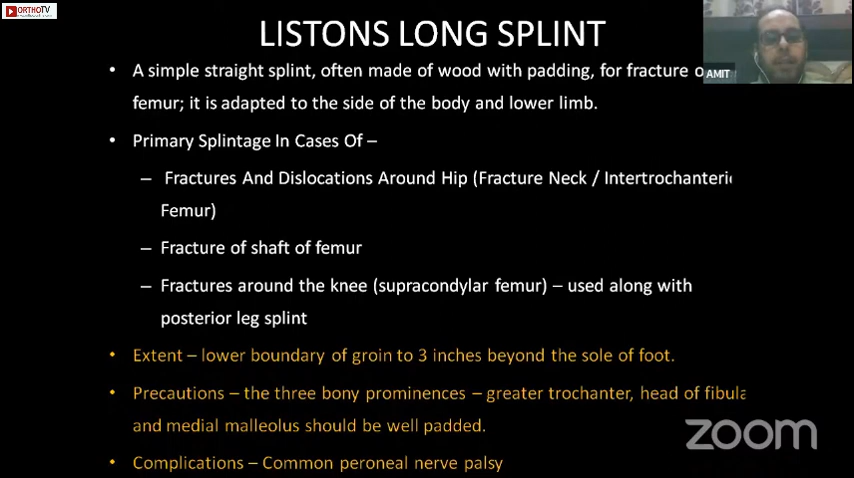 ORTHOTV
LISTONS LONG SPLINT
AMIT
• A simple straight splint, often made of wood with padding, for fracture o
femur; it is adapted to the side of the body and lower limb.
• Primary Splintage In Cases Of –
– Fractures And Dislocations Around Hip (Fracture Neck / Intertrochanteric
Femur)
– Fracture of shaft of femur
– Fractures around the knee (supracondylar femur) – used along with
posterior leg splint
• Extent – lower boundary of groin to 3 inches beyond the sole of foot.
• Precautions – the three bony prominences – greater trochanter, head of fibula
and medial malleolus should be well padded.
zoom
• Complications – Common peroneal nerve palsy